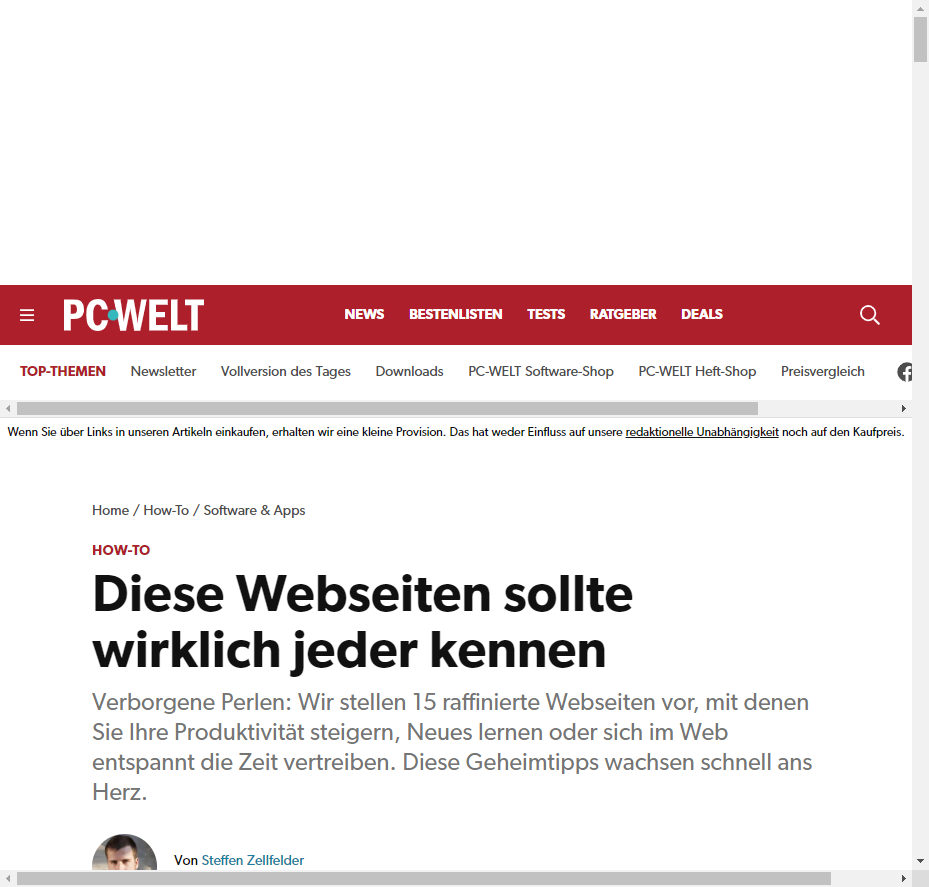 PC-WELT
NEWS BESTENLISTEN TESTS RATGEBER DEALS
TOP-THEMEN Newsletter Vollversion des Tages Downloads PC-WELT Software-Shop PC-WELT Heft-Shop Preisvergleich
Wenn Sie über Links in unseren Artikeln einkaufen, erhalten wir eine kleine Provision. Das hat weder Einfluss auf unsere redaktionelle Unabhängigkeit noch auf den Kaufpreis.
Home / How-To / Software & Apps
HOW-TO
Diese Webseiten sollte
wirklich jeder kennen
Verborgene Perlen: Wir stellen 15 raffinierte Webseiten vor, mit denen
Sie Ihre Produktivität steigern, Neues lernen oder sich im Web
entspannt die Zeit vertreiben. Diese Geheimtipps wachsen schnell ans
Herz.
Von Steffen Zellfelder